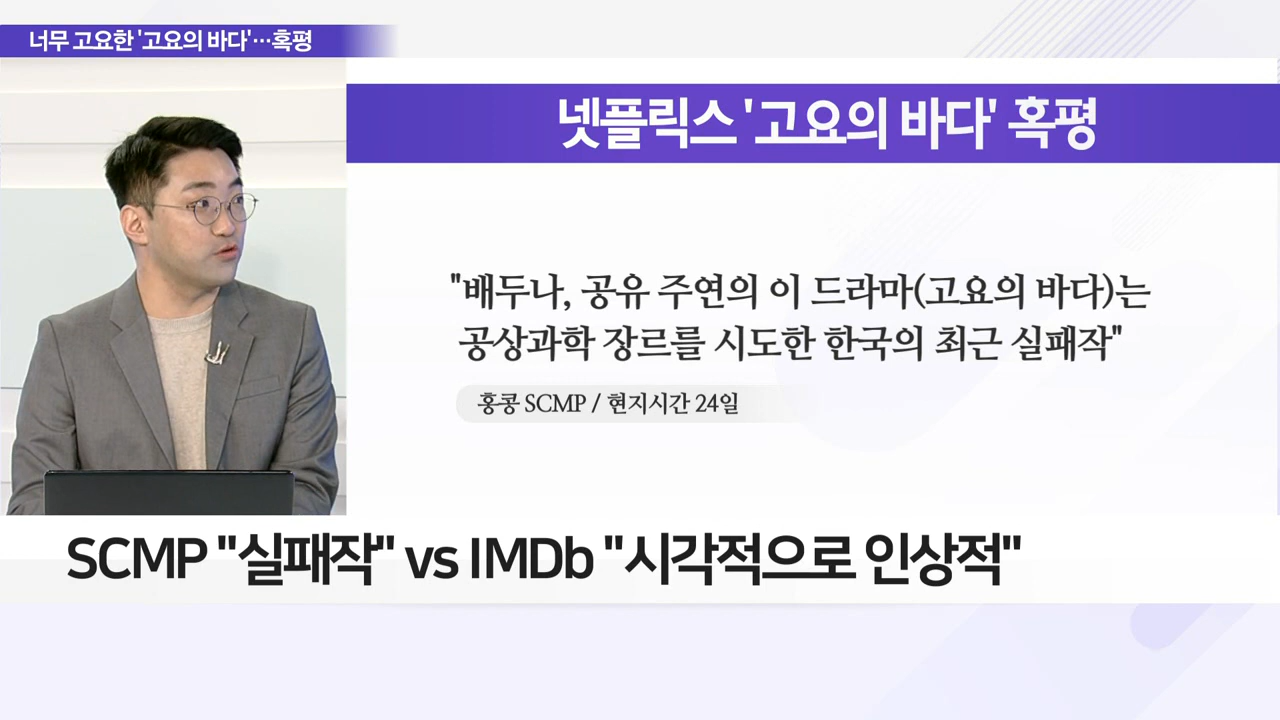 너무 고요한 '고요의 바다'…혹평
넷플릭스 '고요의 바다' 혹평
"배두나, 공유 주연의 이 드라마(고요의 바다)는
공상과학 장르를 시도한 한국의 최근 실패작"
홍콩 SCMP / 현지시간 24일
SCMP "실패작" vs IMDb "시각적으로 인상적"